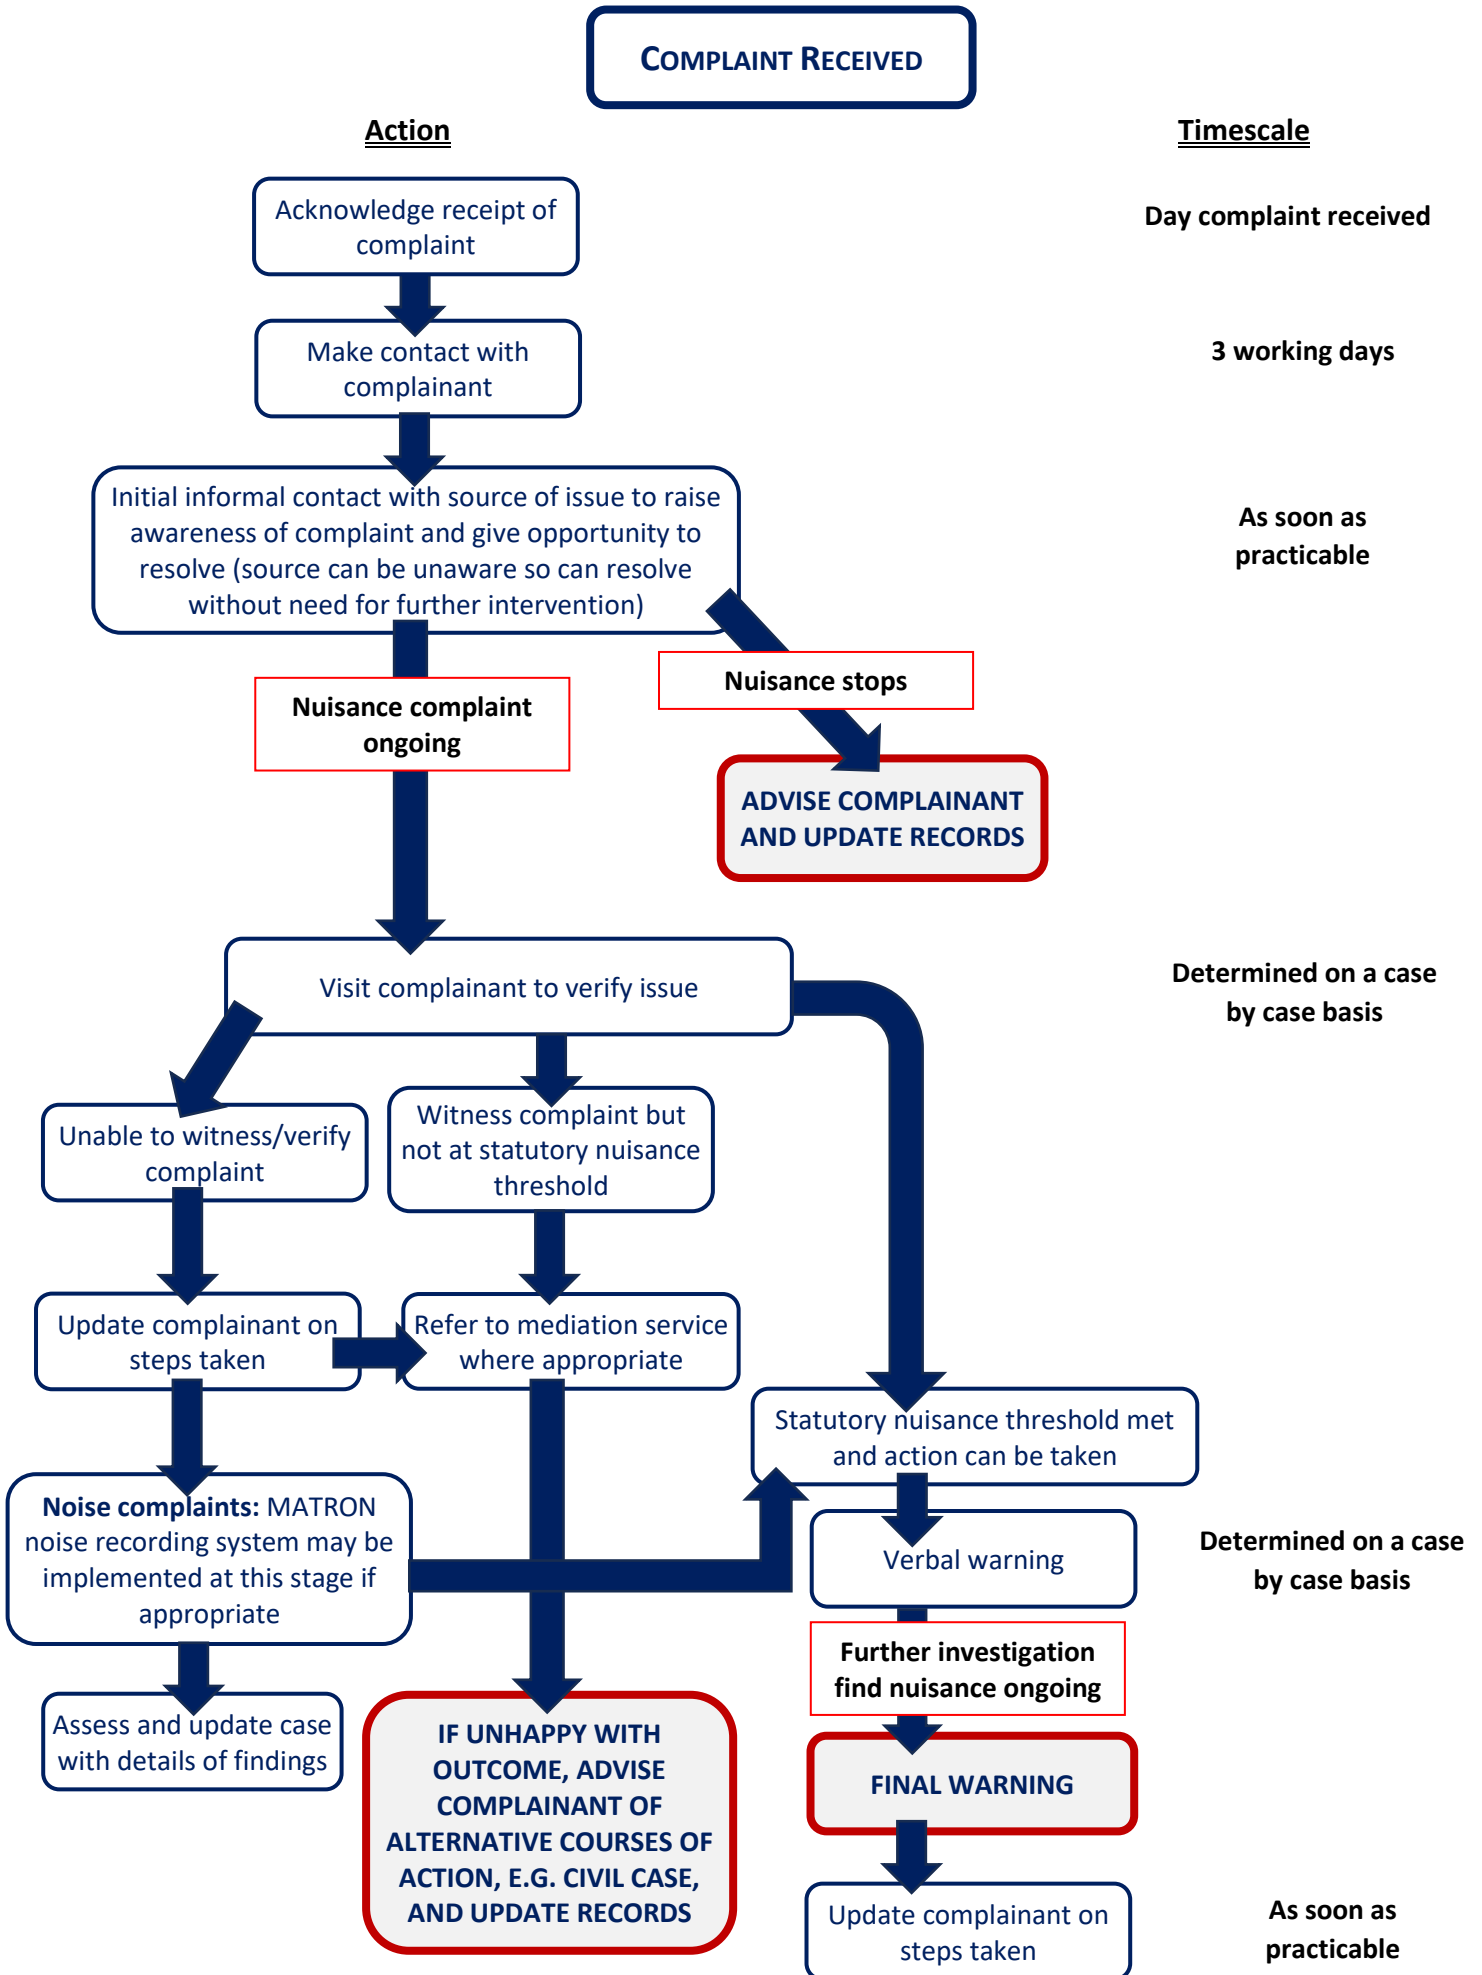 COMPLAINT RECEIVED
Action
Timescale
Acknowledge receipt of
complaint
Day complaint received
Make contact with
complainant
3 working days
Initial informal contact with source of issue to raise
awareness of complaint and give opportunity to
resolve (source can be unaware so can resolve
without need for further intervention)
As soon as
practicable
Nuisance complaint
ongoing
Nuisance stops
ADVISE COMPLAINANT
AND UPDATE RECORDS
Visit complainant to verify issue
Determined on a case
by case basis
Unable to witness/verify
complaint
Witness complaint but
not at statutory nuisance
threshold
Update complainant on
steps taken
Refer to mediation service
where appropriate
Statutory nuisance threshold met
and action can be taken
Noise complaints: MATRON
noise recording system may be
implemented at this stage if
appropriate
Verbal warning
Determined on a case
by case basis
Further investigation
find nuisance ongoing
Assess and update case
with details of findings
IF UNHAPPY WITH
OUTCOME, ADVISE
COMPLAINANT OF
ALTERNATIVE COURSES OF
ACTION, E.G. CIVIL CASE,
AND UPDATE RECORDS
FINAL WARNING
Update complainant on
steps taken
As soon as
practicable